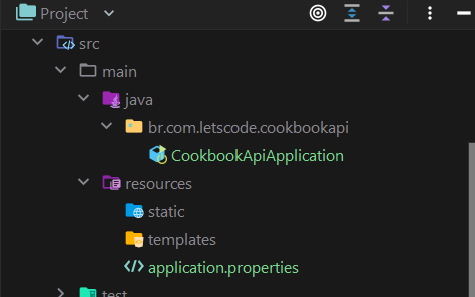 Project
src
main
java
br.com.letscode.cookbookapi
CookbookApiApplication
resources
static
templates
application.properties
test